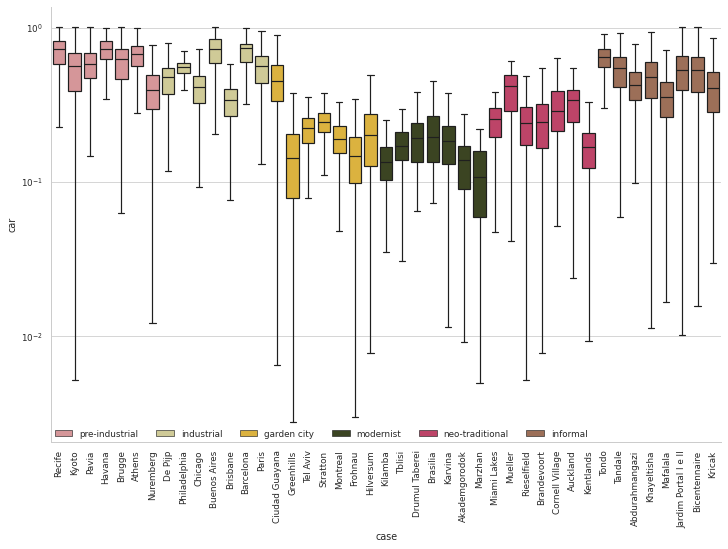 10⁰
10⁻¹
10⁻²
car
pre-industrial industrial garden city modernist neo-traditional informal
Recife
Kyoto
Pavia
Havana
Brugge
Athens
Nuremberg
De Pijp
Philadelphia
Chicago
Buenos Aires
Brisbane
Barcelona
Paris
Ciudad Guayana
Greenhills
Tel Aviv
Stratton
Montreal
Frohnau
Hilversum
Kilamba
Tblisi
Drumul Taberei
Brasilia
Karvina
Akademgorodok
Marzhan
Miami Lakes
Mueller
Rieselfield
Brandevoort
Cornell Village
Auckland
Kentlands
Tondo
Tandale
Abdurahmangazi
Khayelitsha
Mafalala
Jardim Portal I e II
Bicentennaire
Kricak
case